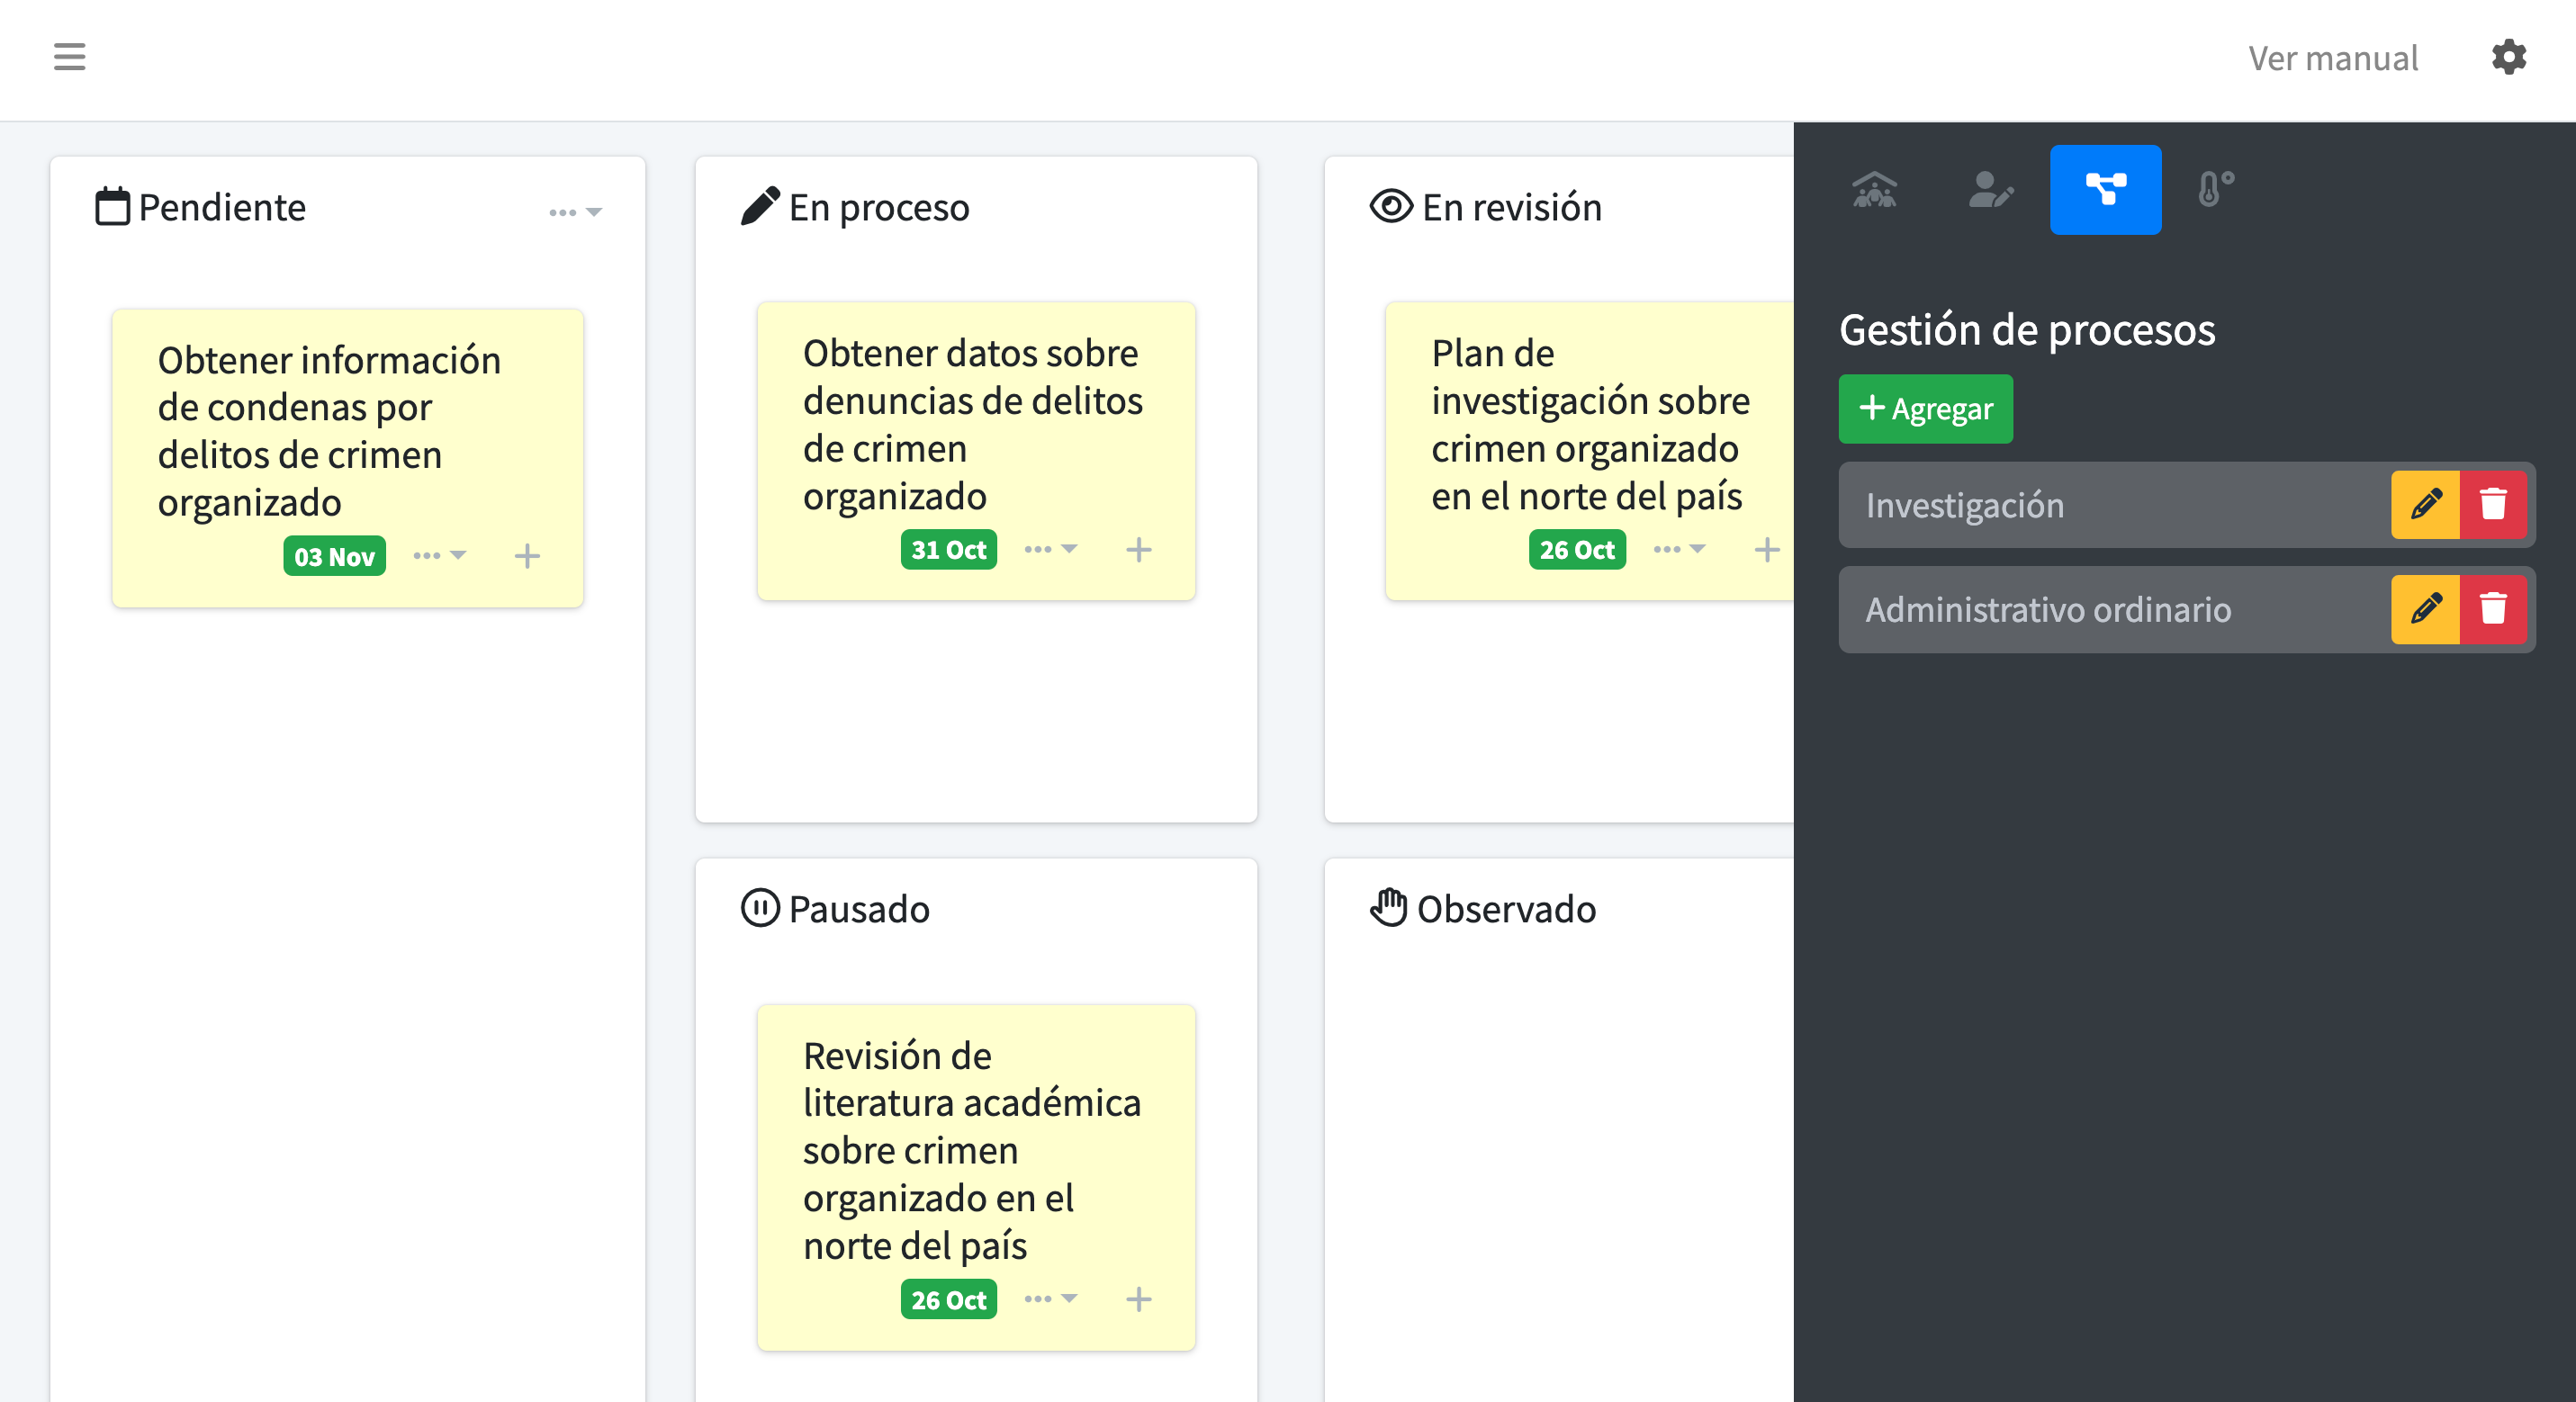 Ver manual
Pendiente
Obtener información
de condenas por
delitos de crimen
organizado
03 Nov
En proceso
Obtener datos sobre
denuncias de delitos
de crimen
organizado
31 Oct
En revisión
Plan de
investigación sobre
crimen organizado
en el norte del país
26 Oct
Pausado
Revisión de
literatura académica
sobre crimen
organizado en el
norte del país
26 Oct
Observado
Gestión de procesos
+ Agregar
Investigación
Administrativo ordinario